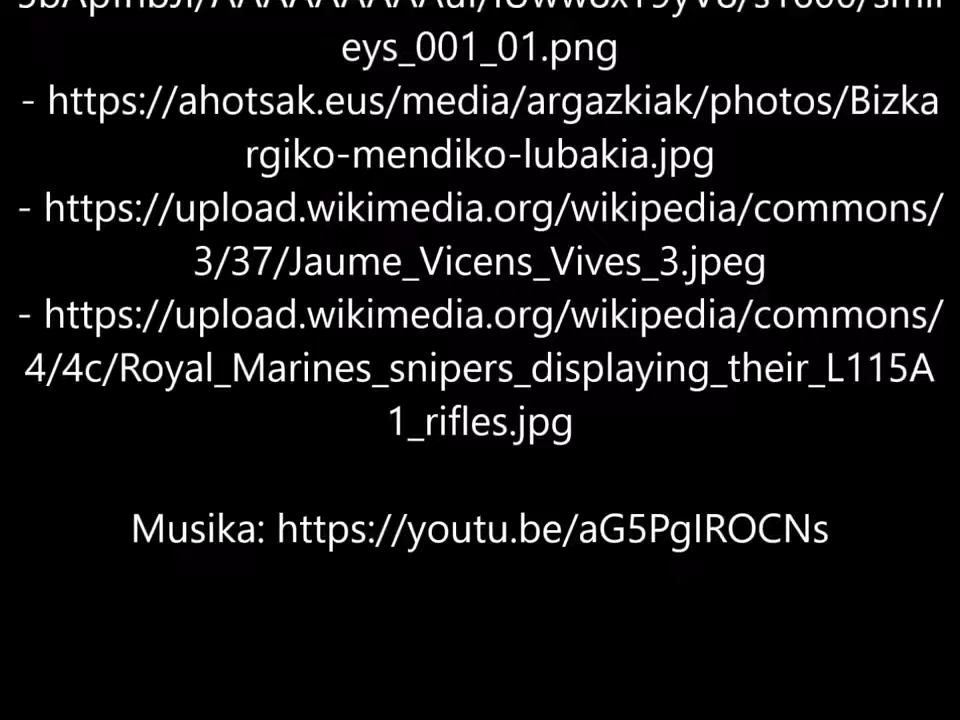 eys_001_01.png
- https://ahotsak.eus/media/argazkiak/photos/Bizka
rgiko-mendiko-lubakia.jpg
- https://upload.wikimedia.org/wikipedia/commons/
3/37/Jaume_Vicens_Vives_3.jpeg
- https://upload.wikimedia.org/wikipedia/commons/
4/4c/Royal_Marines_snipers_displaying_their_L115A
1_rifles.jpg
Musika: https://youtu.be/aG5PgIROCNs